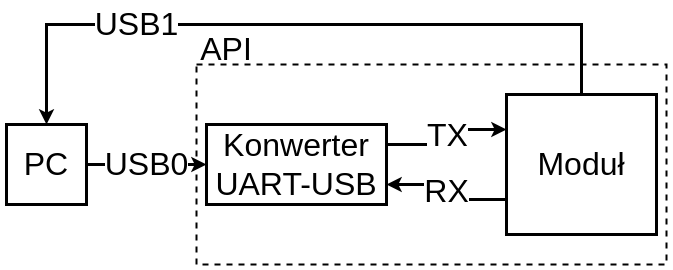 USB1
API
PC
USB0
Konwerter
UART-USB
TX
RX
Moduł